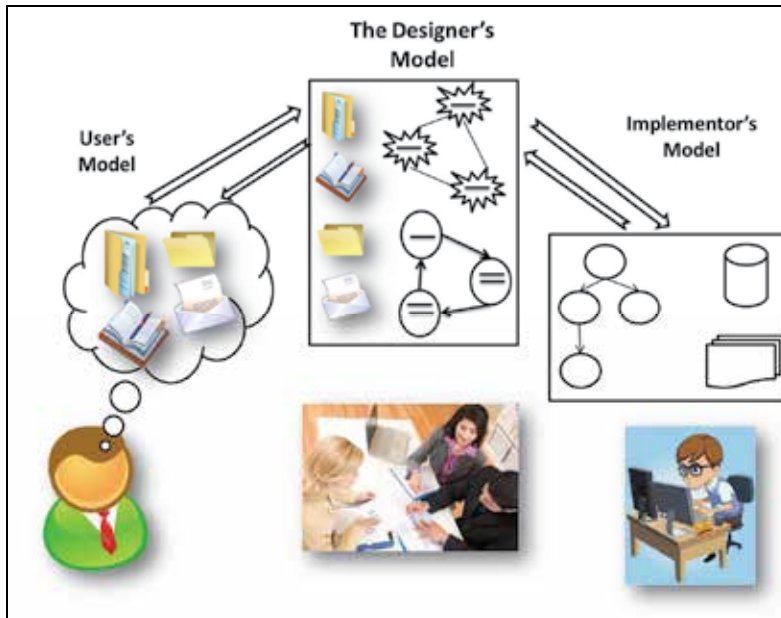 The Designer's
Model
User's
Model
Implementor's
Model